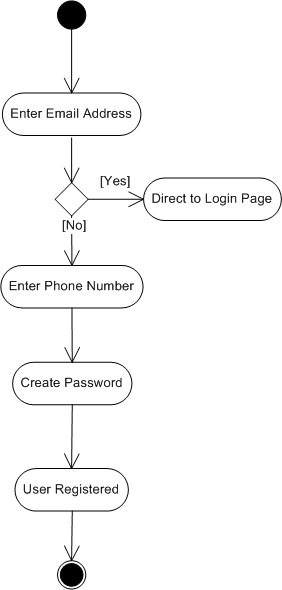 Enter Email Address
[Yes]
Direct to Login Page
[No]
Enter Phone Number
Create Password
User Registered